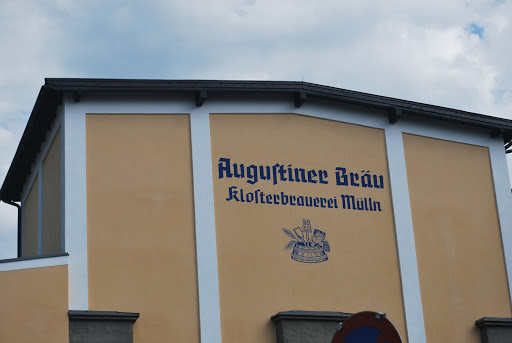 Augustiner Bräu
Klosterbrauerei Mülln